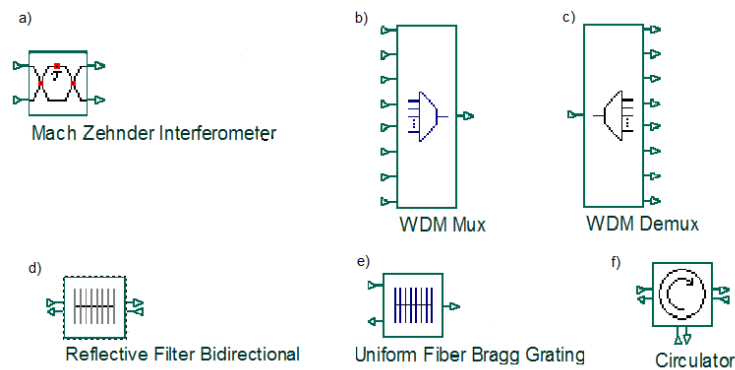 a)
b)
c)
Mach Zehnder Interferometer
WDM Mux
WDM Demux
d)
e)
f)
Reflective Filter Bidirectional
Uniform Fiber Bragg Grating
Circulator